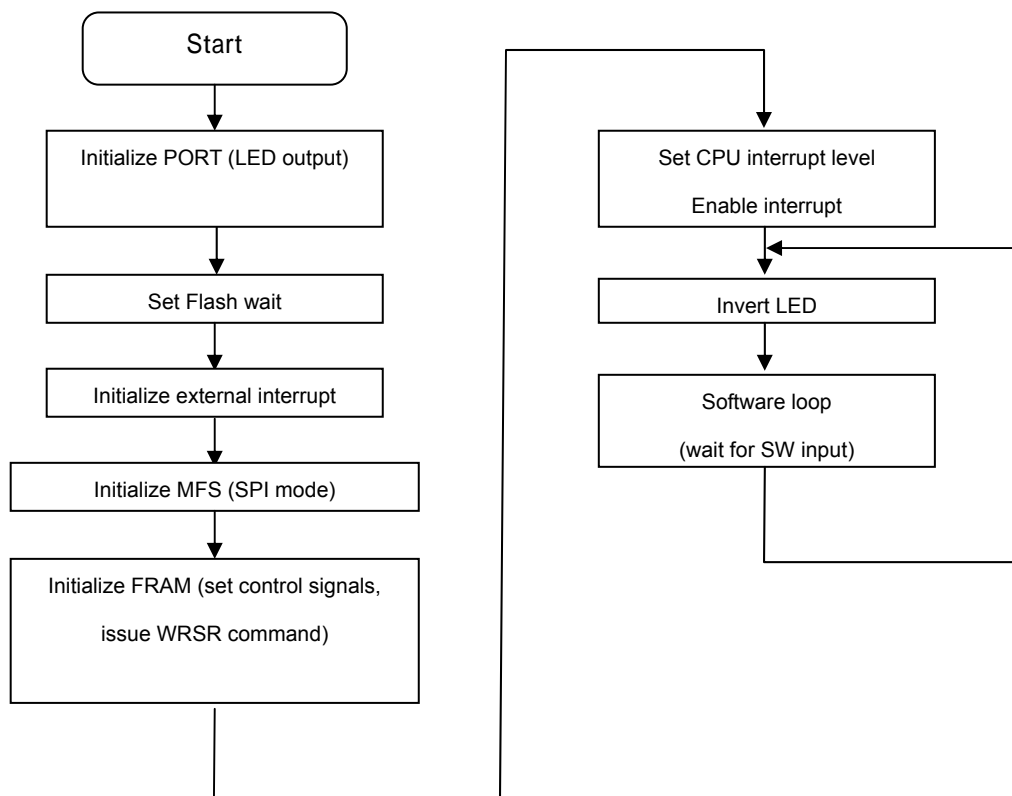 Start
Initialize PORT (LED output)
Set Flash wait
Initialize external interrupt
Initialize MFS (SPI mode)
Initialize FRAM (set control signals,
issue WRSR command)
Set CPU interrupt level
Enable interrupt
Invert LED
Software loop
(wait for SW input)